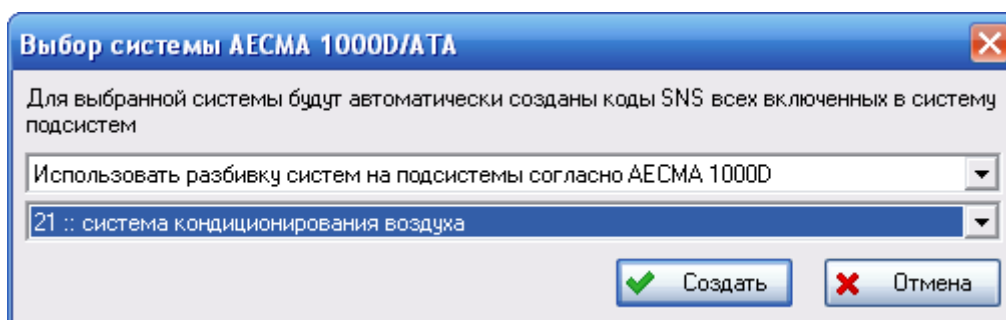 Выбор системы AECMA 1000D/ATA
Для выбранной системы будут автоматически созданы коды SNS всех включенных в систему
подсистем
Использовать разбивку систем на подсистемы согласно AECMA 1000D
21 :: система кондиционирования воздуха
Создать
Отмена